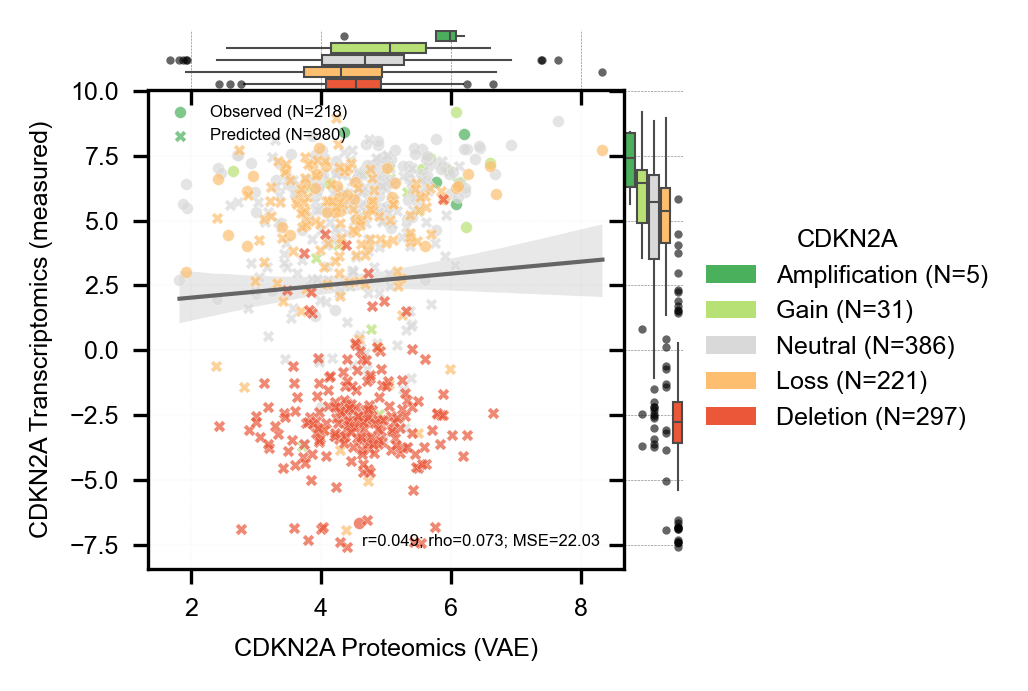 10.0
7.5
5.0
2.5
0.0
−2.5
−5.0
−7.5
CDKN2A Transcriptomics (measured)
Observed (N=218)
Predicted (N=980)
r=0.049; rho=0.073; MSE=22.03
2 4 6 8
CDKN2A Proteomics (VAE)
CDKN2A
Amplification (N=5)
Gain (N=31)
Neutral (N=386)
Loss (N=221)
Deletion (N=297)